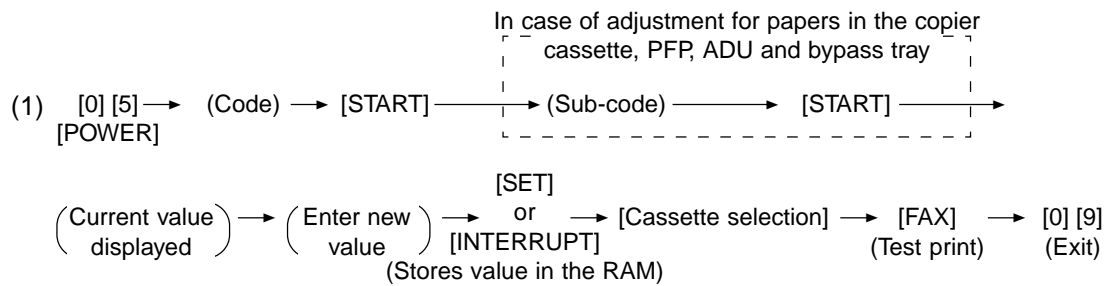 In case of adjustment for papers in the copier
cassette, PFP, ADU and bypass tray
(1) [0] [5] (Code) [START] (Sub-code) [START]
[POWER]
(Current value displayed) (Enter new value) [SET] or [INTERRUPT] [Cassette selection] [FAX] [0] [9]
(Test print) (Exit)
(Stores value in the RAM)